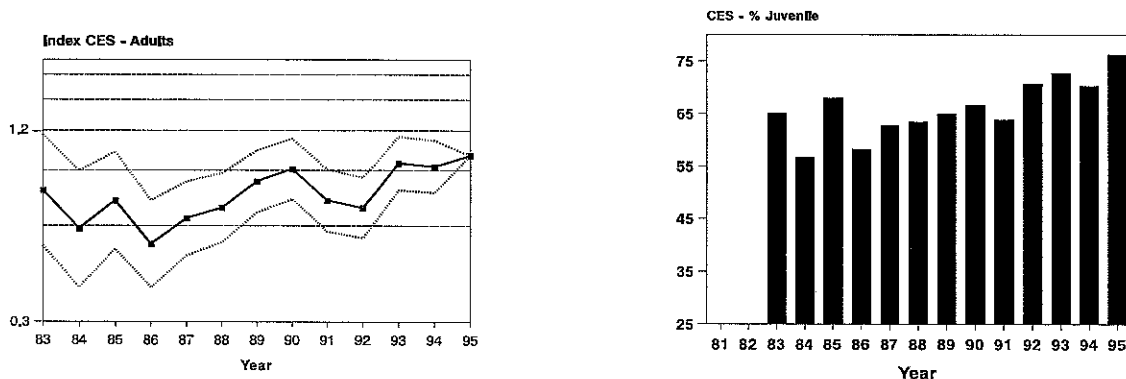 Index CES - Adults
1,2
0,3
83 84 85 86 87 88 89 90 91 92 93 94 95
Year
CES - % Juvenile
75
65
55
45
35
25
81 82 83 84 85 86 87 88 89 90 91 92 93 94 95
Year